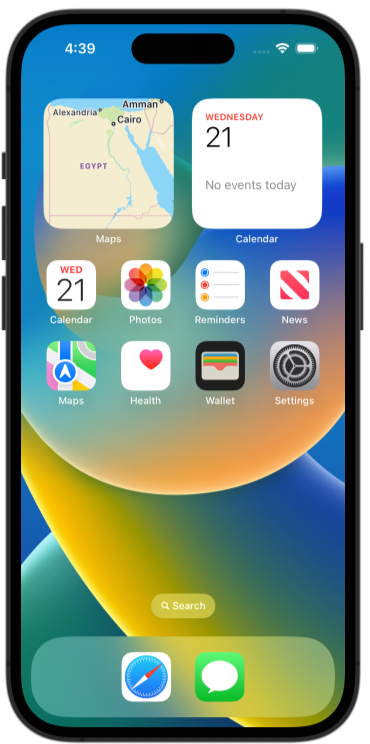 4:39
Alexandria
Amman
Cairo
EGYPT
Maps
WEDNESDAY
21
No events today
Calendar
WED
21
Calendar
Photos
Reminders
News
Maps
Health
Wallet
Settings
Search